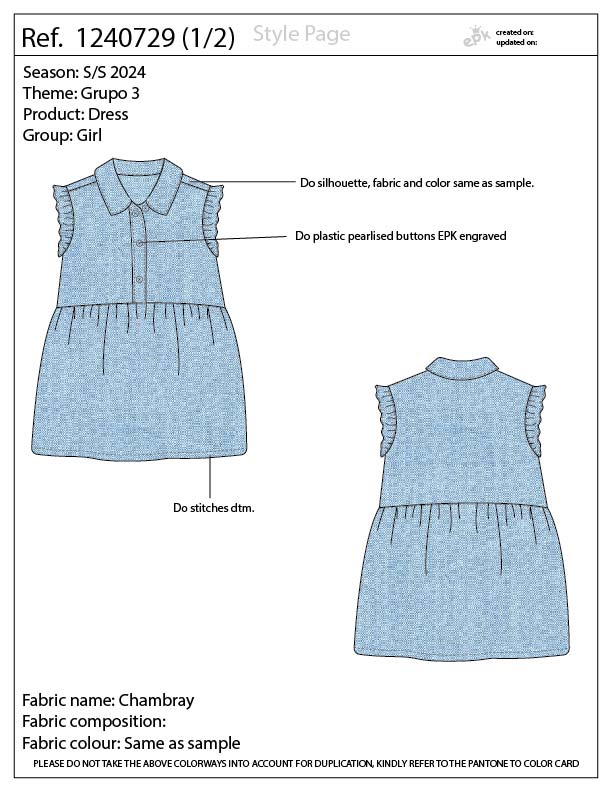 Ref. 1240729 (1/2)
Style Page
epk
created on:
updated on:
Season: S/S 2024
Theme: Grupo 3
Product: Dress
Group: Girl
Do silhouette, fabric and color same as sample.
Do plastic pearlised buttons EPK engraved
Do stitches dtm.
Fabric name: Chambray
Fabric composition:
Fabric colour: Same as sample
PLEASE DO NOT TAKE THE ABOVE COLORWAYS INTO ACCOUNT FOR DUPLICATION, KINDLY REFER TO THE PANTONE TO COLOR CARD